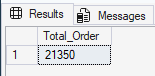 Results Messages
Total_Order
1 21350